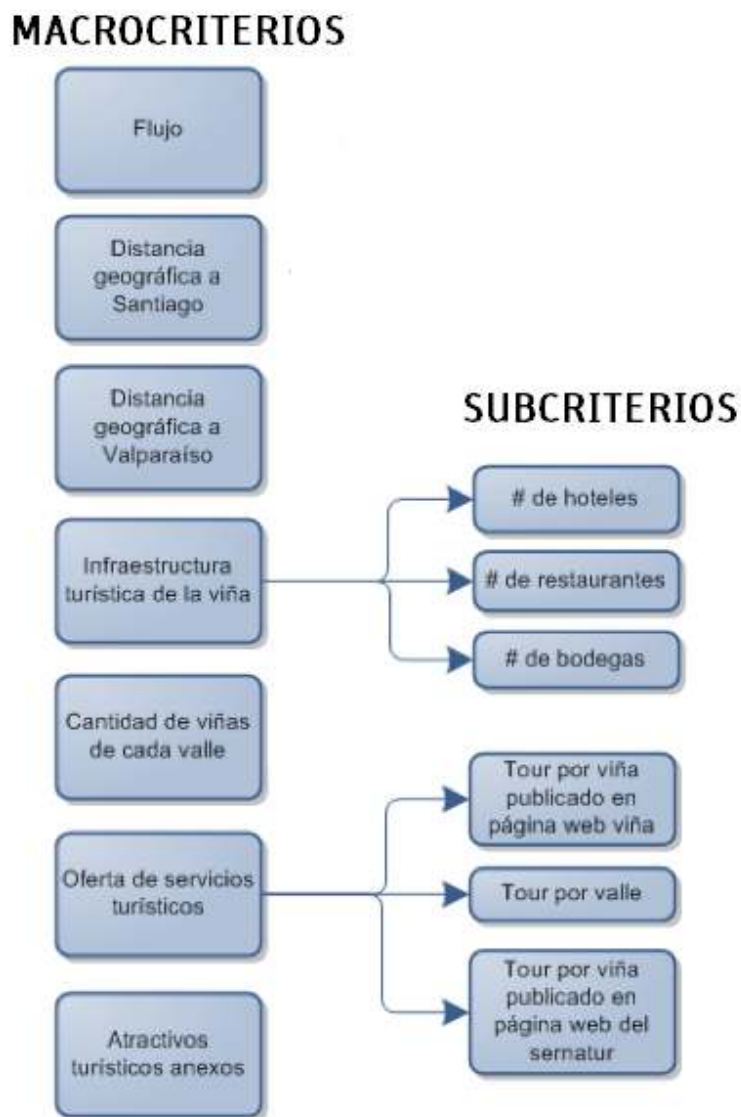 MACROCRITERIOS
Flujo
Distancia
geográfica a
Santiago
Distancia
geográfica a
Valparaíso
Infraestructura
turística de la viña
Cantidad de viñas
de cada valle
Oferta de servicios
turísticos
Atractivos
turísticos anexos
SUBCRITERIOS
# de hoteles
# de restaurantes
# de bodegas
Tour por viña
publicado en
página web viña
Tour por valle
Tour por viña
publicado en
página web del
sernatur